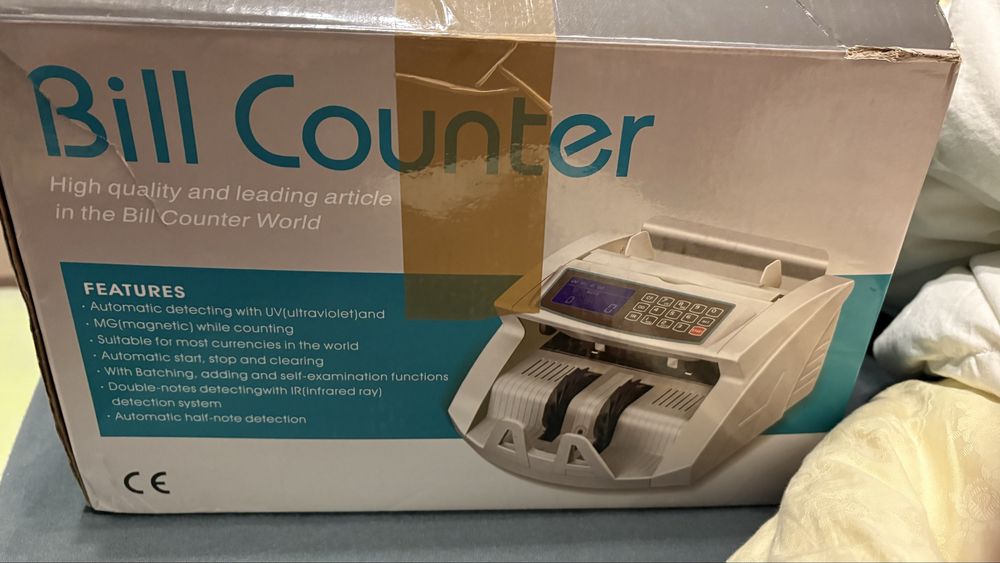 Bill Counter
High quality and leading article
in the Bill Counter World
FEATURES
· Automatic detecting with UV(ultraviolet)and
· MG(magnetic) while counting
· Suitable for most currencies in the world
· Automatic start, stop and clearing
· With Batching, adding and self-examination functions
· Double-notes detectingwith IR(infrared ray)
detection system
· Automatic half-note detection
CE